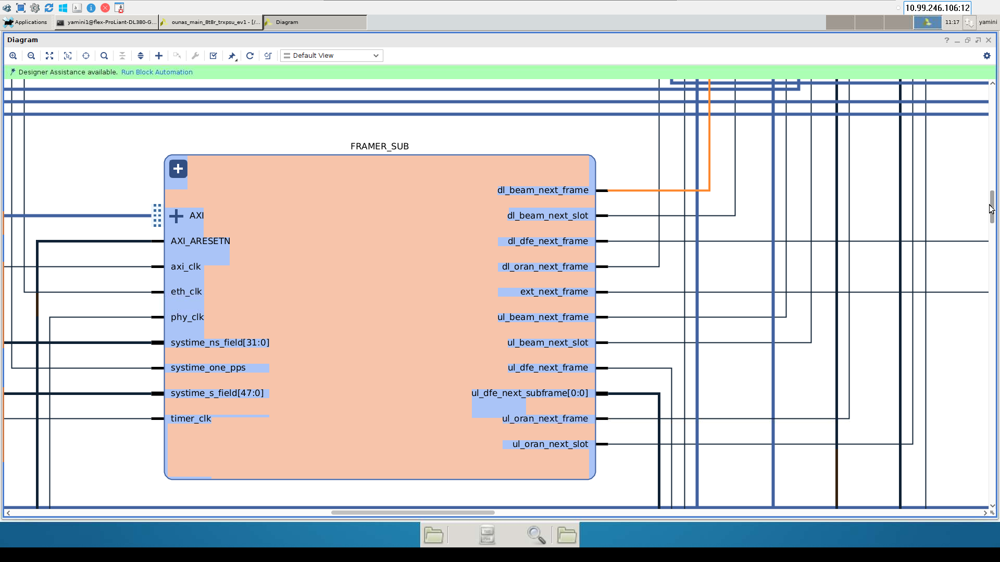 10.99.246.106:12
Applications
yamini1@flex-ProLiant-DL380-G...
ounas_main_8t8r_trxpsu_ev1 - [/...
Diagram
11:17
yamini
Diagram
Default View
Designer Assistance available. Run Block Automation
FRAMER_SUB
AXI
AXI_ARESETN
axi_clk
eth_clk
phy_clk
systime_ns_field[31:0]
systime_one_pps
systime_s_field[47:0]
timer_clk
dl_beam_next_frame
dl_beam_next_slot
dl_dfe_next_frame
dl_oran_next_frame
ext_next_frame
ul_beam_next_frame
ul_beam_next_slot
ul_dfe_next_frame
ul_dfe_next_subframe[0:0]
ul_oran_next_frame
ul_oran_next_slot